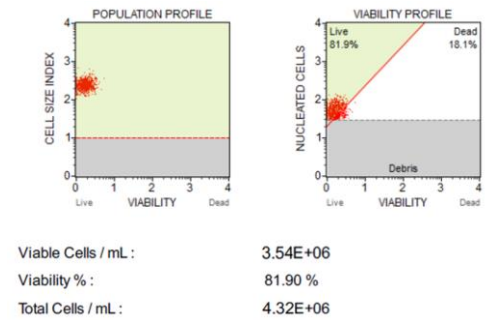 POPULATION PROFILE
4
3
2
1
0
CELL SIZE INDEX
0 1 2 3 4
Live VIABILITY Dead
VIABILITY PROFILE
Live Dead
81.9% 18.1%
4
3
2
1
0
NUCLEATED CELLS
Debris
0 1 2 3 4
Live VIABILITY Dead
Viable Cells / mL : 3.54E+06
Viability % : 81.90 %
Total Cells / mL : 4.32E+06